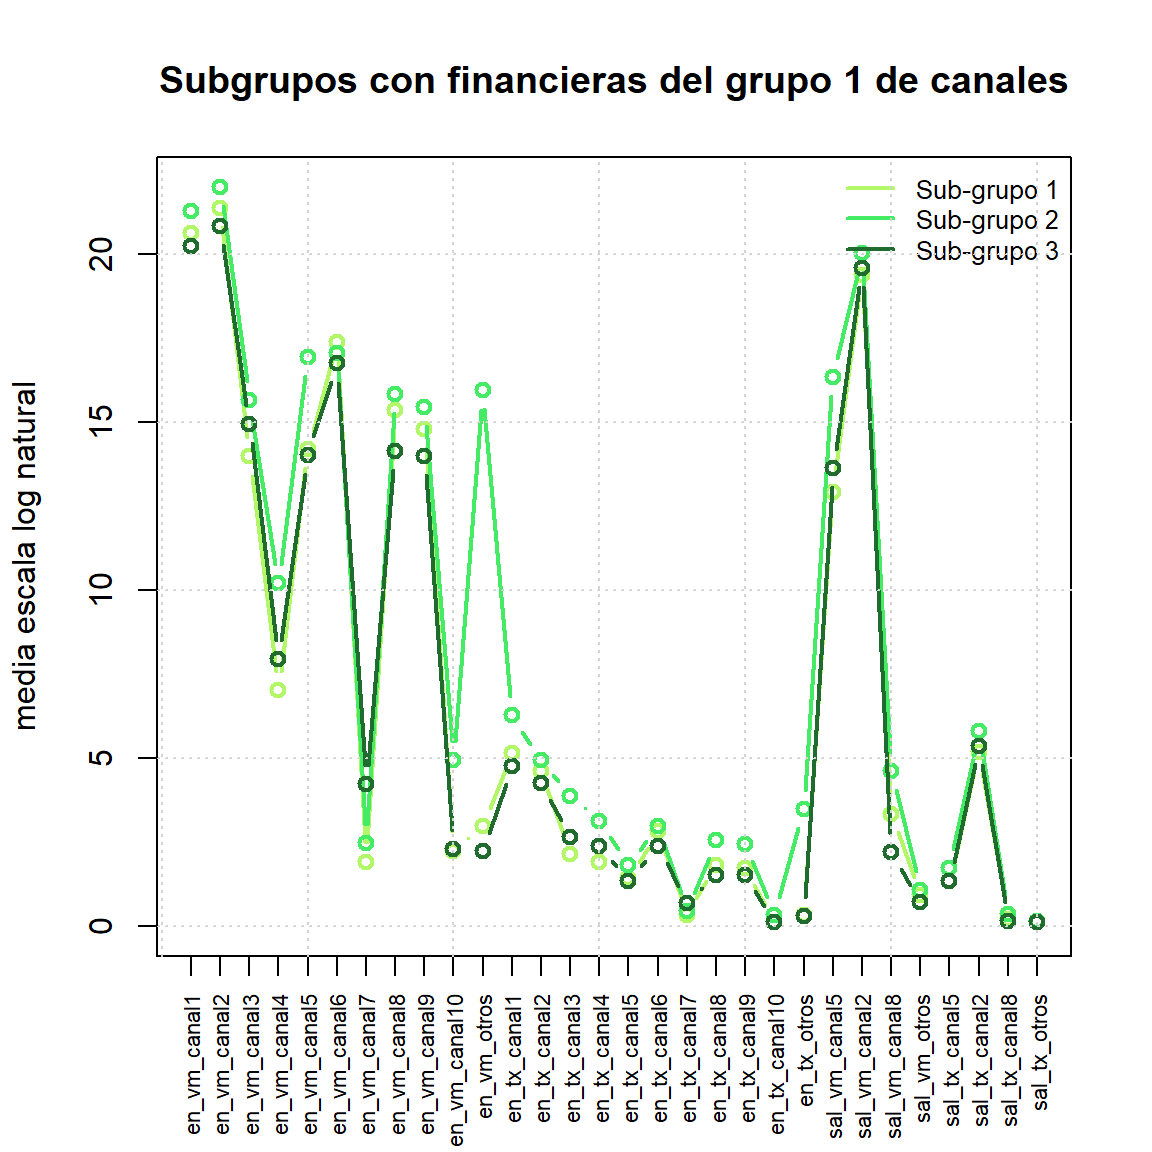 Subgrupos con financieras del grupo 1 de canales
media escala log natural
20
15
10
5
0
Sub-grupo 1
Sub-grupo 2
Sub-grupo 3
en_vm_canal1
en_vm_canal2
en_vm_canal3
en_vm_canal4
en_vm_canal5
en_vm_canal6
en_vm_canal7
en_vm_canal8
en_vm_canal9
en_vm_canal10
en_vm_otros
en_tx_canal1
en_tx_canal2
en_tx_canal3
en_tx_canal4
en_tx_canal5
en_tx_canal6
en_tx_canal7
en_tx_canal8
en_tx_canal9
en_tx_canal10
en_tx_otros
sal_vm_canal5
sal_vm_canal2
sal_vm_canal8
sal_vm_otros
sal_tx_canal5
sal_tx_canal2
sal_tx_canal8
sal_tx_otros